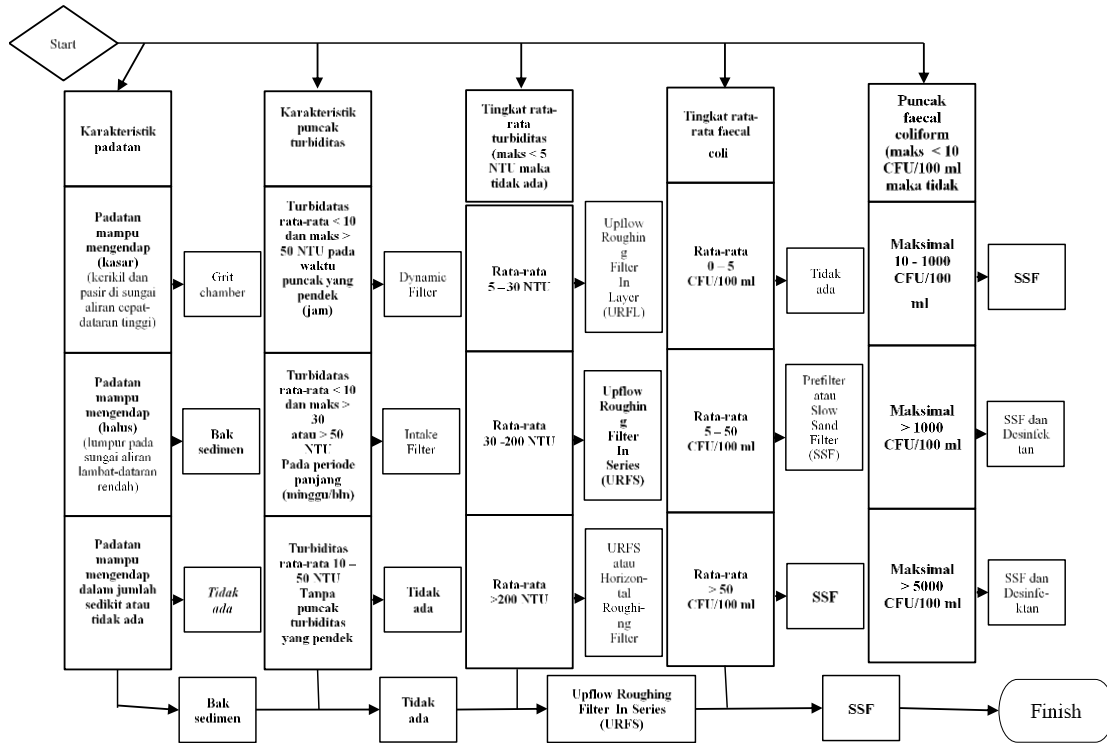 Start
Karakteristik
padatan
Padatan
mampu
mengendap
(kasar)
(kerikil dan
pasir di sungai
aliran cepat-
dataran tinggi)
Grit
chamber
Padatan
mampu
mengendap
(halus)
(lumpur pada
sungai aliran
lambat-dataran
rendah)
Bak
sedimen
Padatan
mampu
mengendap
dalam jumlah
sedikit atau
tidak ada
Tidak
ada
Karakteristik
puncak
turbiditas
Turbidatas
rata-rata < 10
dan maks >
50 NTU pada
waktu
puncak yang
pendek
(jam)
Dynamic
Filter
Turbidatas
rata-rata < 10
dan maks >
30
atau > 50
NTU
Pada periode
panjang
(minggu/bln)
Intake
Filter
Turbiditas
rata-rata 10 –
50 NTU
Tanpa
puncak
turbiditas
yang pendek
Tidak
ada
Tingkat rata-
rata
turbiditas
(maks < 5
NTU maka
tidak ada)
Rata-rata
5 – 30 NTU
Upflow
Roughin
g
Filter
In
Layer
(URFL)
Rata-rata
30 -200 NTU
Upflow
Roughin
g
Filter
In
Series
(URFS)
Rata-rata
>200 NTU
URFS
atau
Horizon-
tal
Roughi-
ng
Filter
Tingkat rata-
rata faecal
coli
Rata-rata
0 – 5
CFU/100 ml
Tidak
ada
Rata-rata
5 – 50
CFU/100 ml
Prefilter
atau
Slow
Sand
Filter
(SSF)
Rata-rata
> 50
CFU/100 ml
SSF
Puncak
faecal
coliform
(maks < 10
CFU/100 ml
maka tidak
Maksimal
10 - 1000
CFU/100
ml
SSF
Maksimal
> 1000
CFU/100 ml
SSF dan
Desinfek
tan
Maksimal
> 5000
CFU/100 ml
SSF dan
Desinfe-
ktan
Bak
sedimen
Tidak
ada
Upflow Roughing
Filter In Series
(URFS)
SSF
Finish